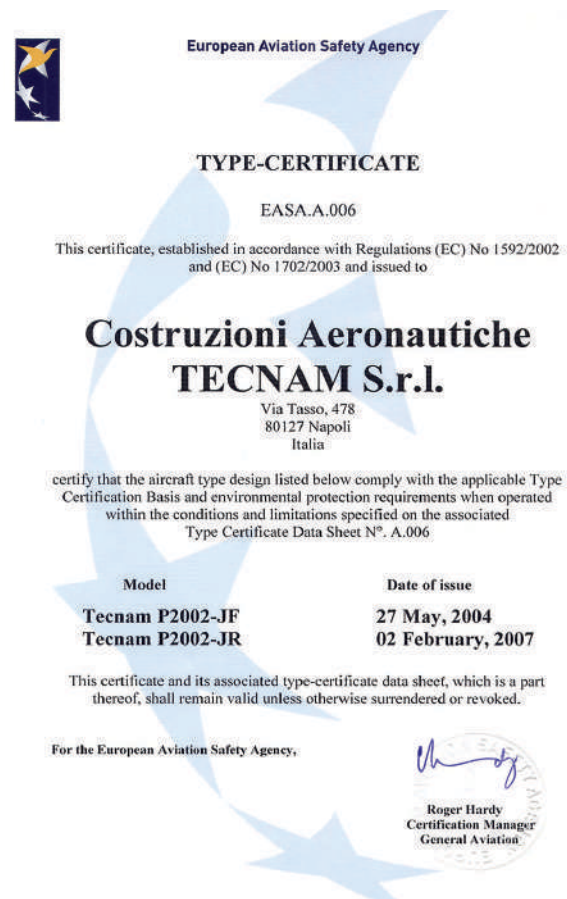 European Aviation Safety Agency
TYPE-CERTIFICATE
EASA.A.006
This certificate, established in accordance with Regulations (EC) No 1592/2002
and (EC) No 1702/2003 and issued to
Costruzioni Aeronautiche
TECNAM S.r.l.
Via Tasso, 478
80127 Napoli
Italia
certify that the aircraft type design listed below comply with the applicable Type
Certification Basis and environmental protection requirements when operated
within the conditions and limitations specified on the associated
Type Certificate Data Sheet N°. A.006
Model Date of issue
Tecnam P2002-JF 27 May, 2004
Tecnam P2002-JR 02 February, 2007
This certificate and its associated type-certificate data sheet, which is a part
thereof, shall remain valid unless otherwise surrendered or revoked.
For the European Aviation Safety Agency,
Roger Hardy
Certification Manager
General Aviation